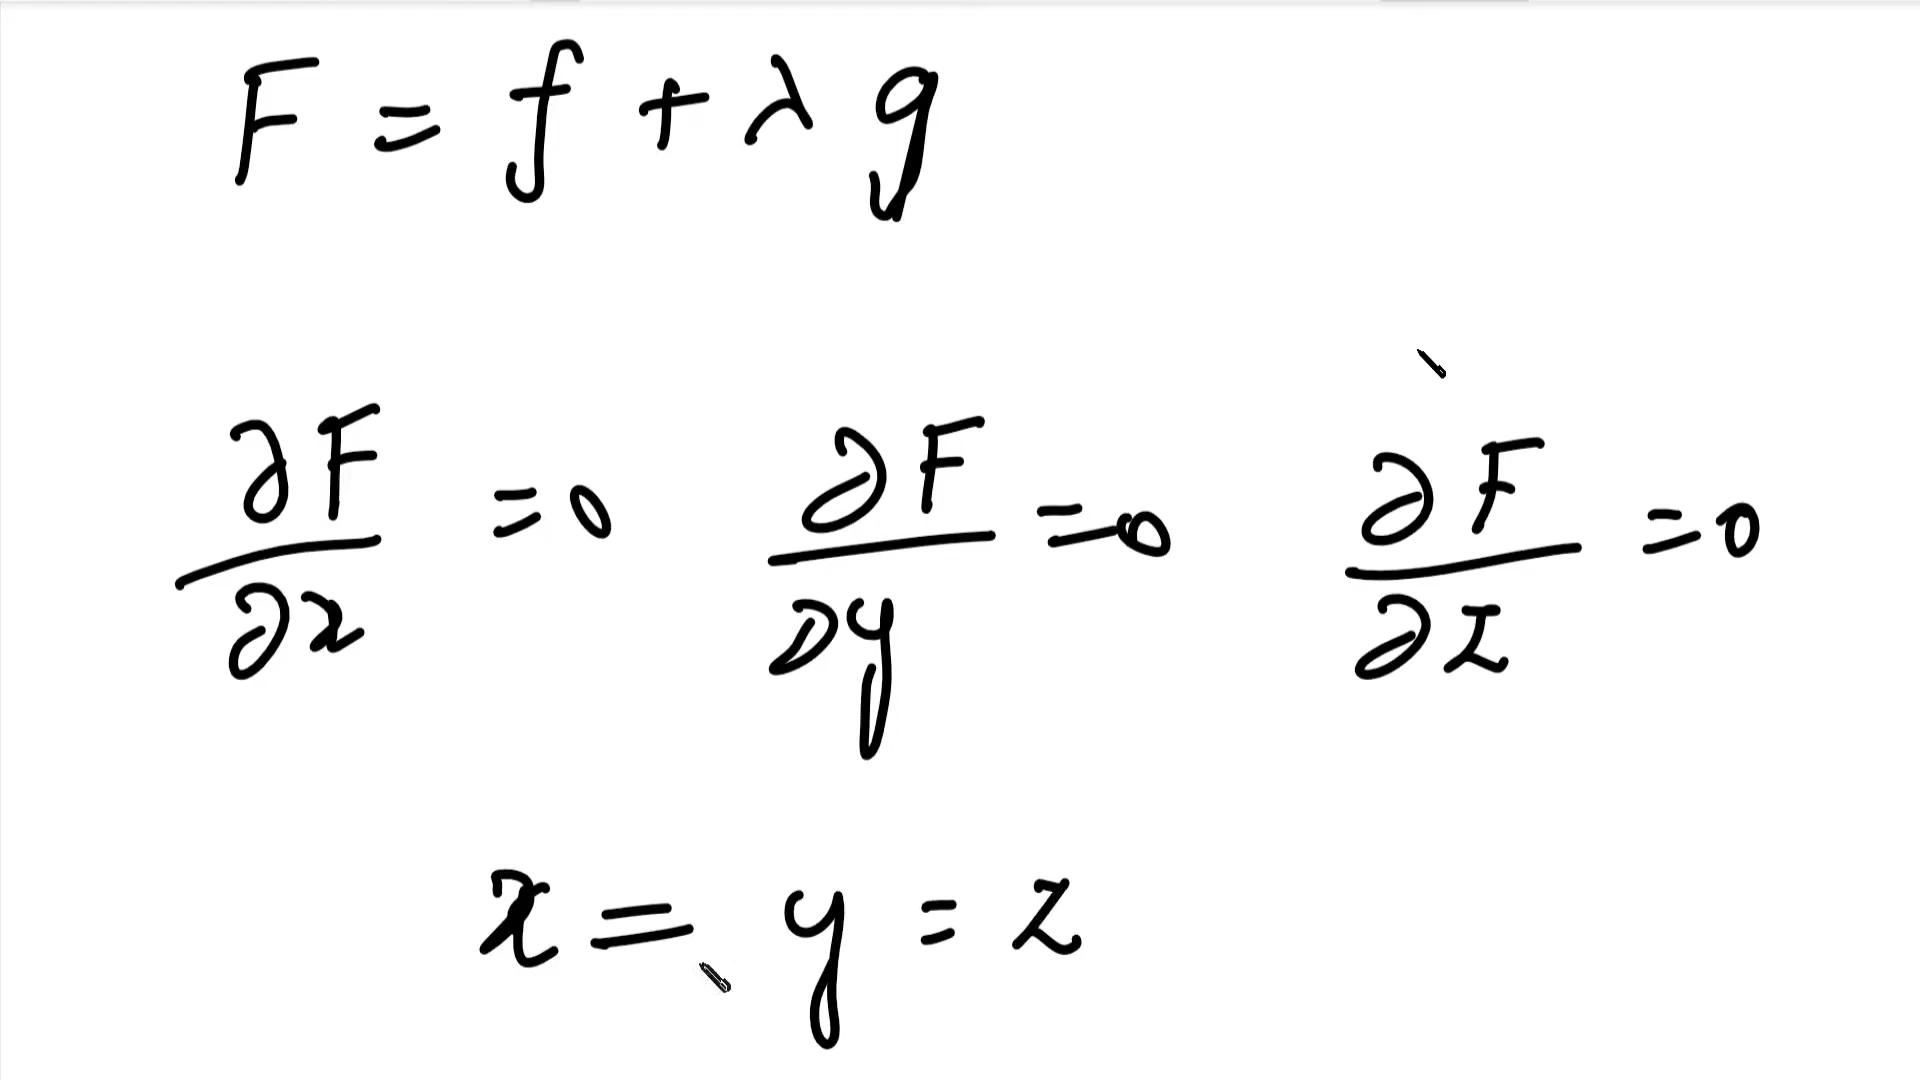 F = f + λ g
∂F/∂x = 0 ∂F/∂y = 0 ∂F/∂z = 0
x = y = z